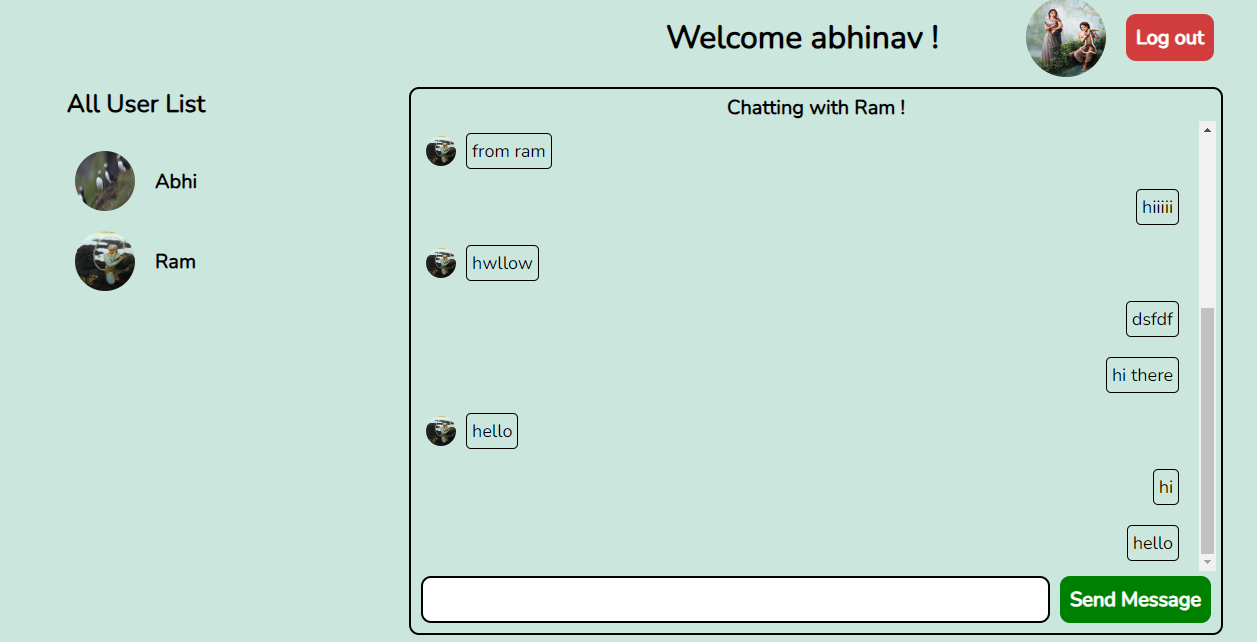 Welcome abhinav !
Log out
All User List
Abhi
Ram
Chatting with Ram !
from ram
hiiiii
hwllow
dsfdf
hi there
hello
hi
hello
Send Message